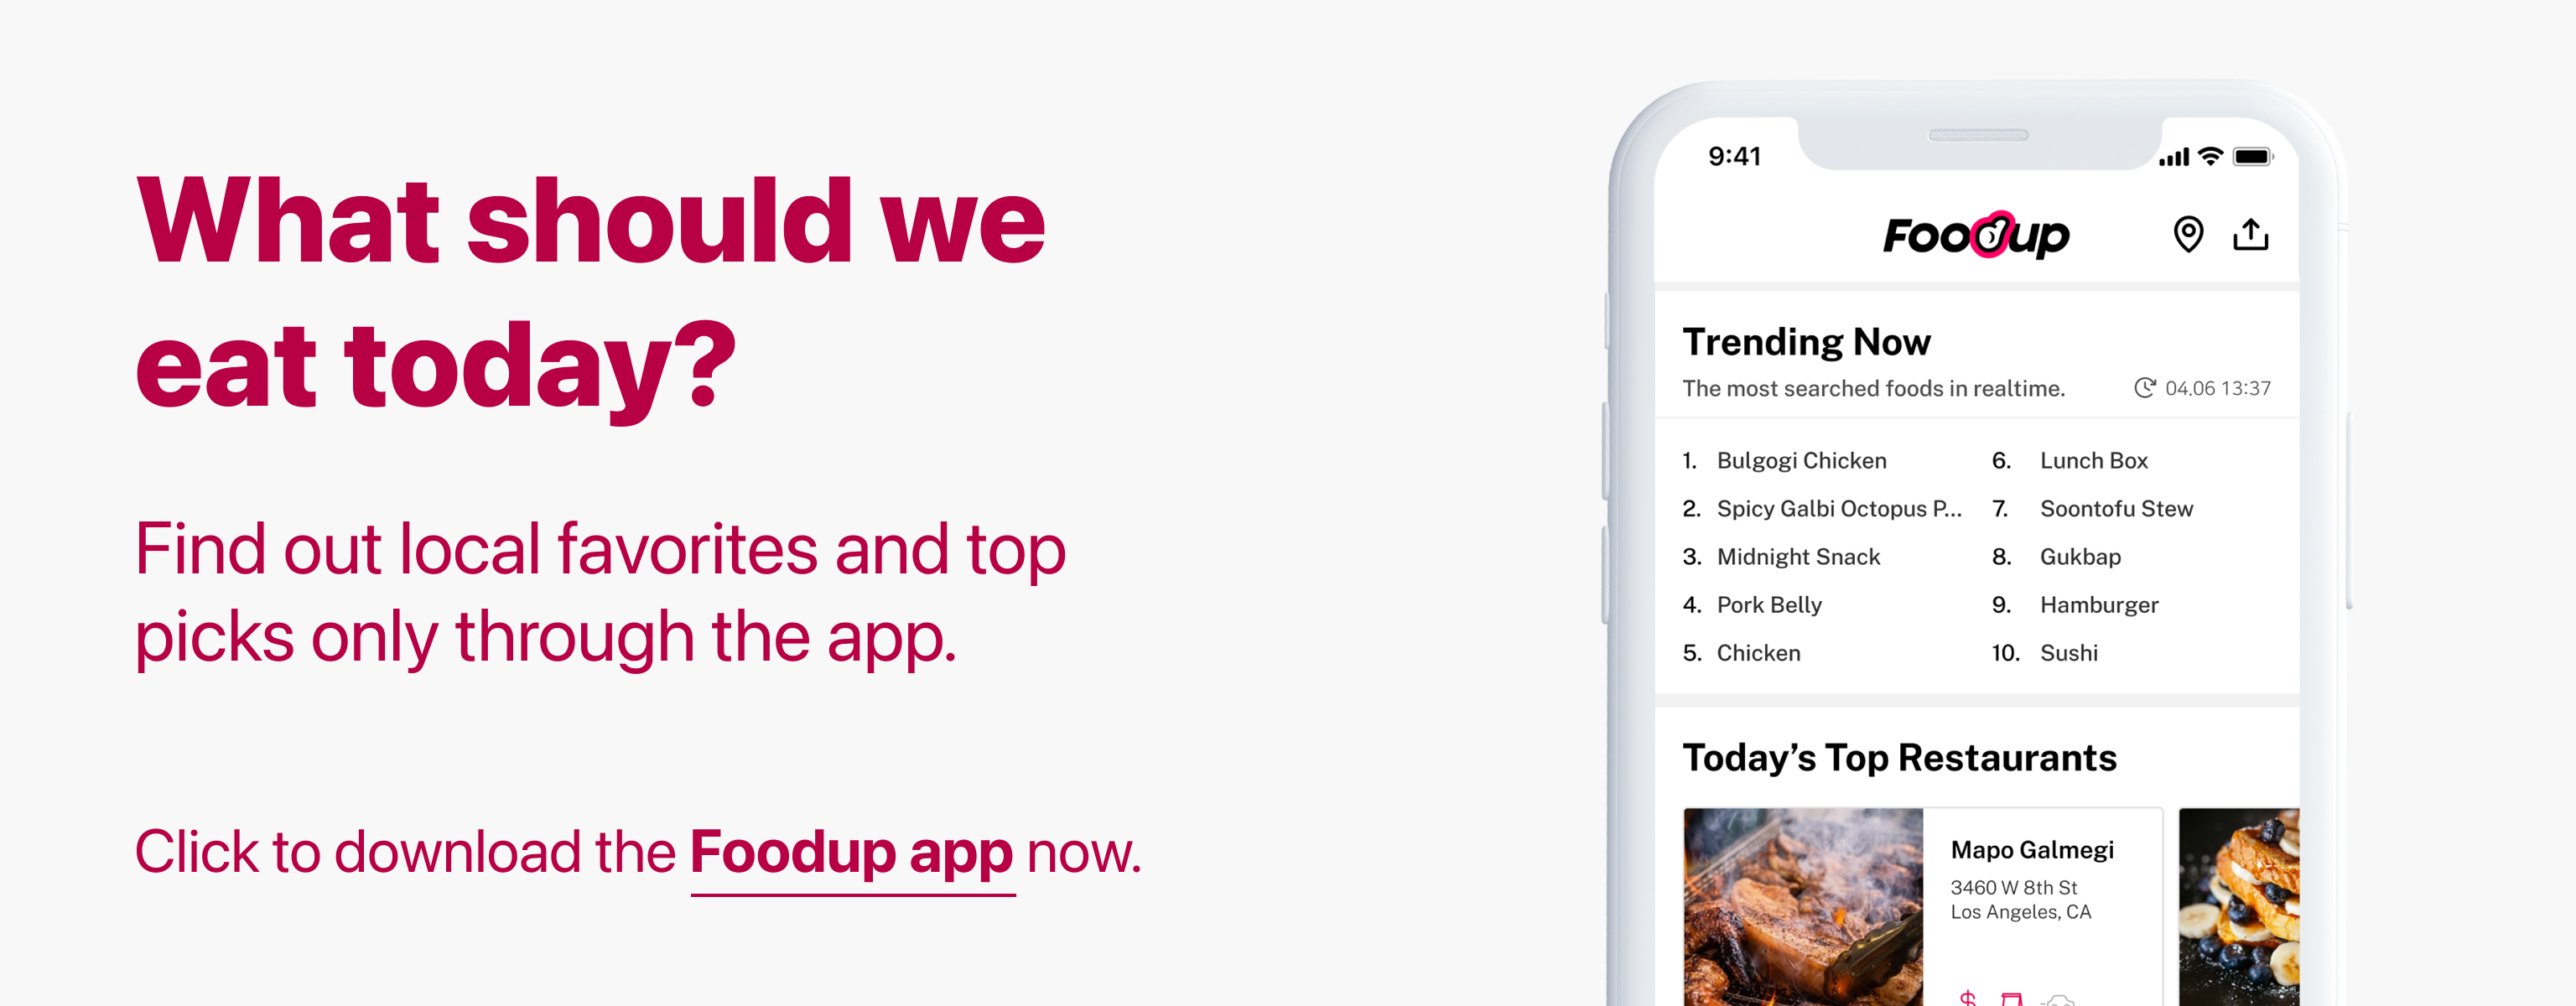 What should we
eat today?
Find out local favorites and top
picks only through the app.
Click to download the Foodup app now.
9:41
Foodup
Trending Now
The most searched foods in realtime.
04.06 13:37
1. Bulgogi Chicken
2. Spicy Galbi Octopus P...
3. Midnight Snack
4. Pork Belly
5. Chicken
6. Lunch Box
7. Soontofu Stew
8. Gukbap
9. Hamburger
10. Sushi
Today’s Top Restaurants
Mapo Galmegi
3460 W 8th St
Los Angeles, CA
$